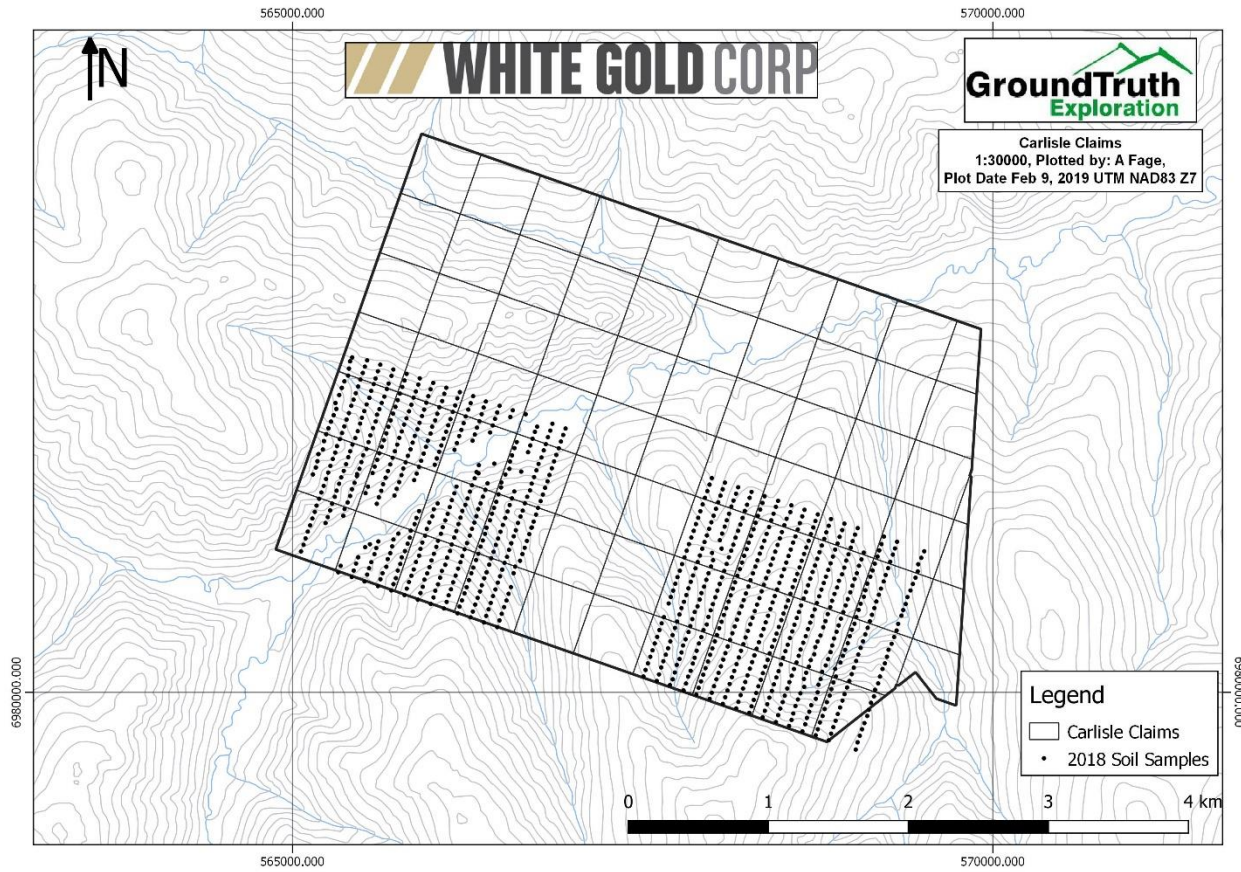 565000.000
570000.000
N
WHITE GOLD CORP
GroundTruth
Exploration
Carlisle Claims
1:30000, Plotted by: A Fage,
Plot Date Feb 9, 2019 UTM NAD83 Z7
6980000.000
6980000.000
Legend
Carlisle Claims
2018 Soil Samples
0 1 2 3 4 km
565000.000
570000.000